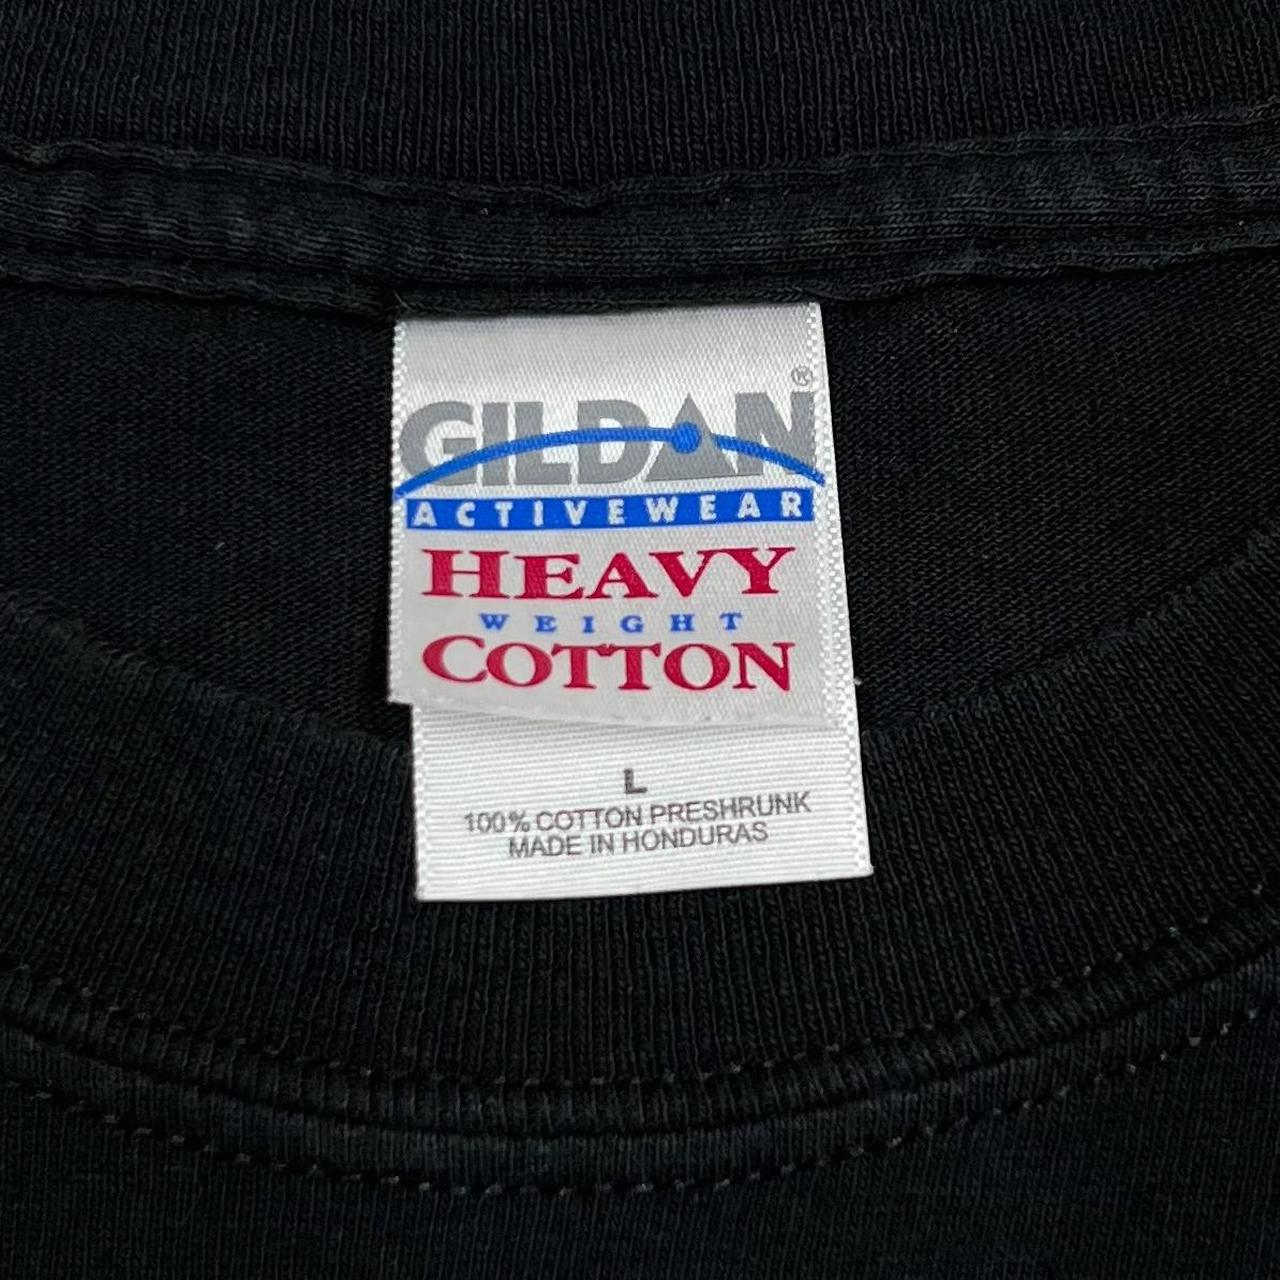 GILDAN®
ACTIVEWEAR
HEAVY
WEIGHT
COTTON
L
100% COTTON PRESHRUNK
MADE IN HONDURAS